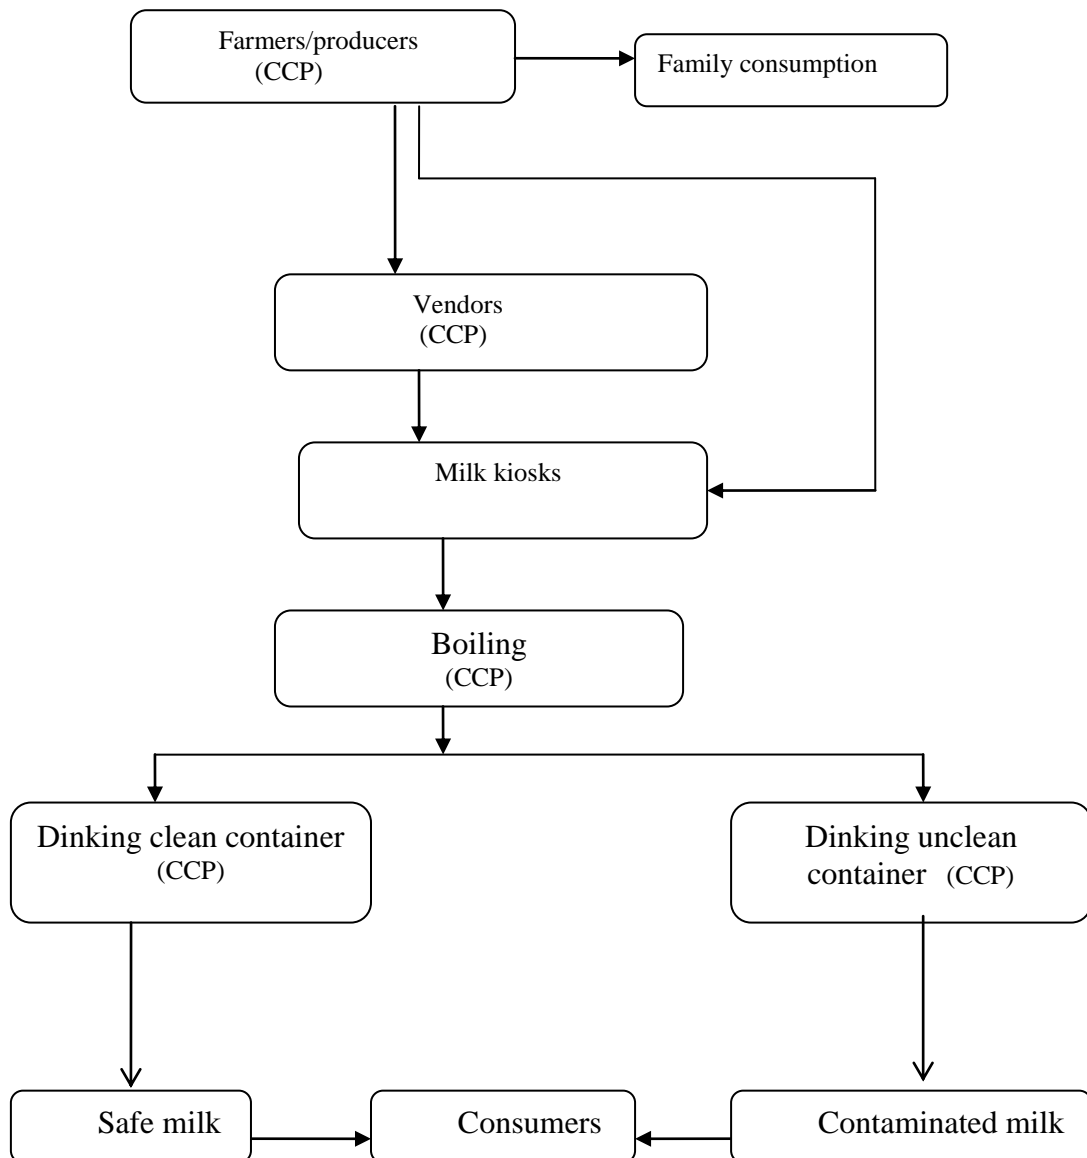 Farmers/producers
(CCP)
Family consumption
Vendors
(CCP)
Milk kiosks
Boiling
(CCP)
Dinking clean container
(CCP)
Dinking unclean
container (CCP)
Safe milk
Consumers
Contaminated milk